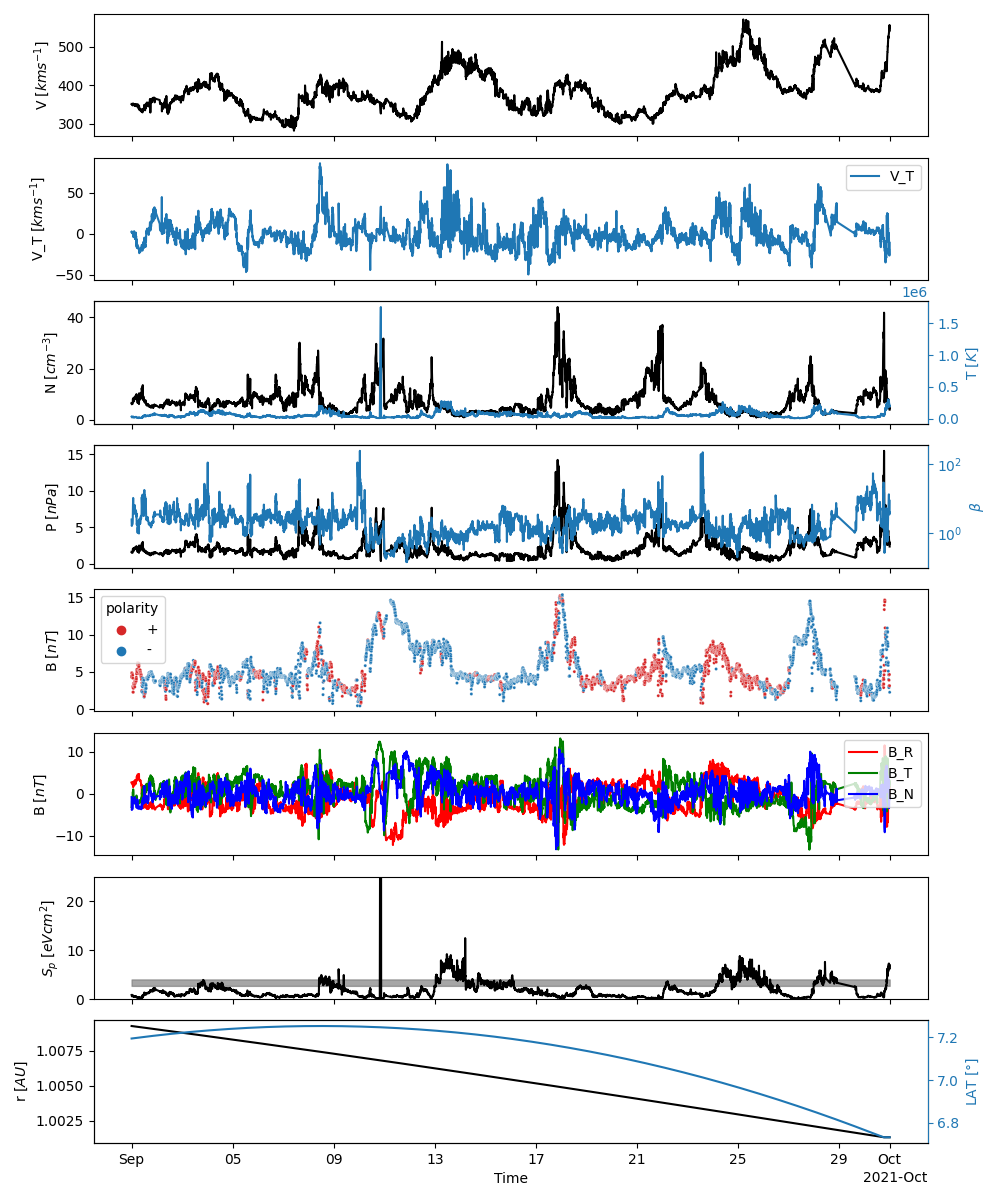 V [kms⁻¹]
500
400
300
V_T [kms⁻¹]
50
0
−50
V_T
N [cm⁻³]
40
20
0
1e6
1.5
1.0
0.5
0.0
T [K]
P [nPa]
15
10
5
0
10²
10⁰
β
B [nT]
15
10
5
0
polarity
+
-
B [nT]
10
0
−10
B_R
B_T
B_N
Sₚ [eVcm²]
20
10
0
r [AU]
1.0075
1.0050
1.0025
7.2
7.0
6.8
LAT [°]
Sep 05 09 13 17 21 25 29 Oct
Time
2021-Oct